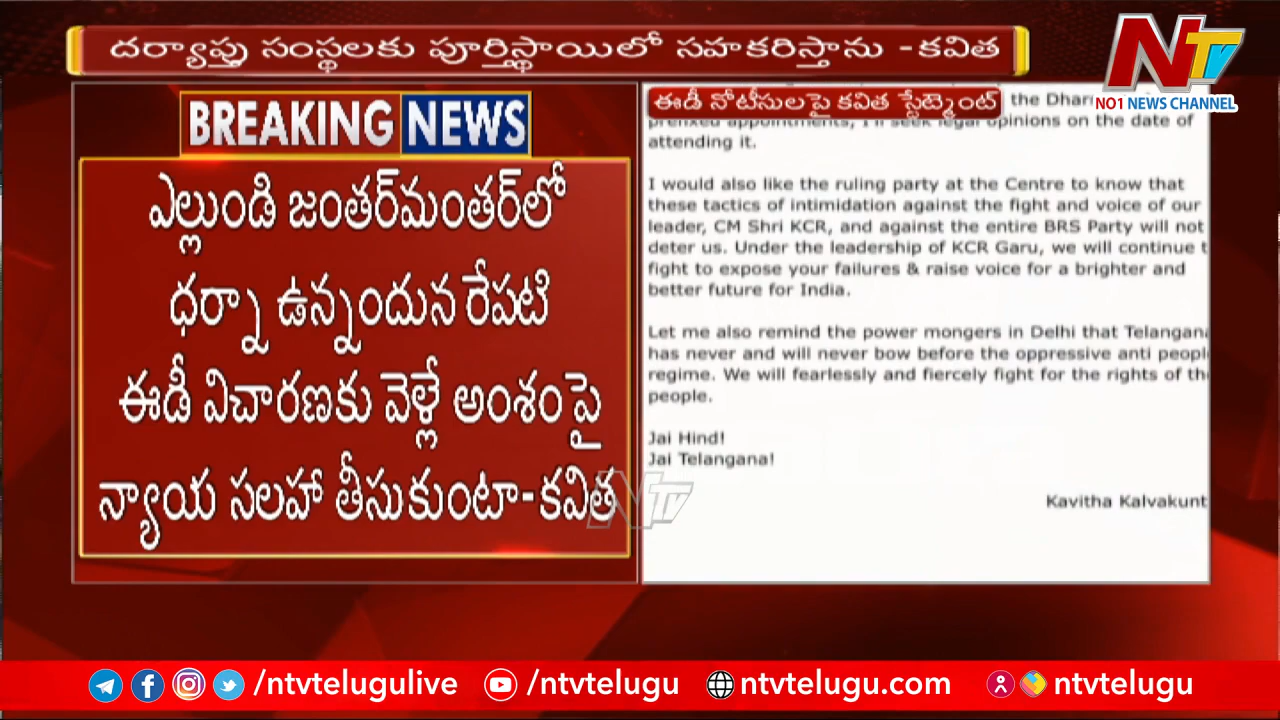 దర్యాప్తు సంస్థలకు పూర్తిస్థాయిలో సహకరిస్తాను -కవిత
NTV
NO1 NEWS CHANNEL
BREAKING NEWS
ఎల్లుండి జంతర్‌మంతర్‌లో
ధర్నా ఉన్నందున రేపటి
ఈడీ విచారణకు వెళ్లే అంశంపై
న్యాయ సలహా తీసుకుంటా-కవిత
ఈడీ నోటీసులపై కవిత స్టేట్మెంట్
the
prefixed appointments, I'll seek legal opinions on the date of
attending it.
I would also like the ruling party at the Centre to know that
these tactics of intimidation against the fight and voice of our
leader, CM Shri KCR, and against the entire BRS Party will not
deter us. Under the leadership of KCR Garu, we will continue t
fight to expose your failures & raise voice for a brighter and
better future for India.
Let me also remind the power mongers in Delhi that Telangana
has never and will never bow before the oppressive anti people
regime. We will fearlessly and fiercely fight for the rights of the
people.
Jai Hind!
Jai Telangana!
Kavitha Kalvakunt
NTV
/ntvtelugulive
/ntvtelugu
ntvtelugu.com
ntvtelugu